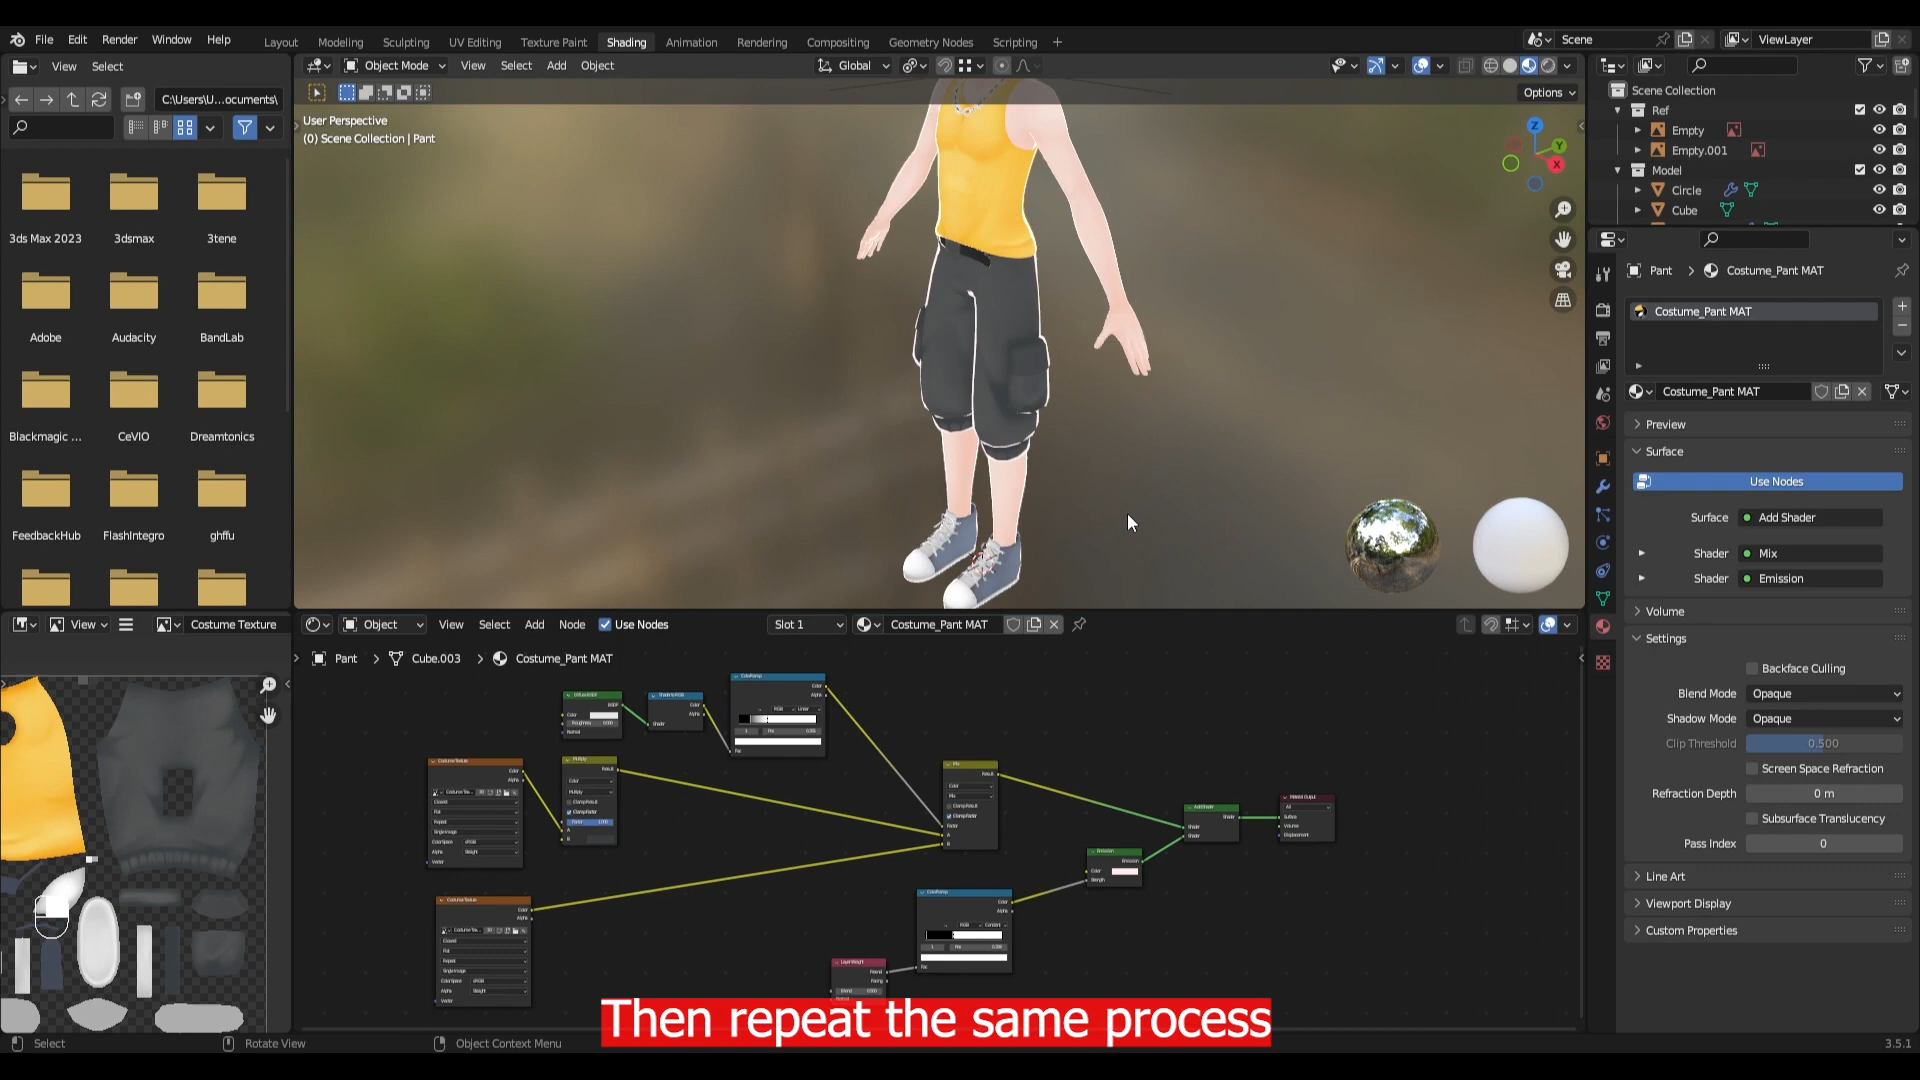 File Edit Render Window Help
Layout Modeling Sculpting UV Editing Texture Paint Shading Animation Rendering Compositing Geometry Nodes Scripting +
Scene
ViewLayer
View Select
Object Mode View Select Add Object
Global
C:\Users\U...ocuments\
Options
User Perspective
(0) Scene Collection | Pant
Z
Y
X
Scene Collection
Ref
Empty
Empty.001
Model
Circle
Cube
3ds Max 2023 3dsmax 3tene
Adobe Audacity BandLab
Blackmagic ... CeVIO Dreamtonics
FeedbackHub FlashIntegro ghffu
Pant > Costume_Pant MAT
Costume_Pant MAT
Costume_Pant MAT
Preview
Surface
Use Nodes
Surface Add Shader
Shader Mix
Shader Emission
Volume
Settings
Backface Culling
Blend Mode Opaque
Shadow Mode Opaque
Clip Threshold 0.500
Screen Space Refraction
Refraction Depth 0 m
Subsurface Translucency
Pass Index 0
Line Art
Viewport Display
Custom Properties
View Costume Texture
Object View Select Add Node Use Nodes Slot 1 Costume_Pant MAT
Pant > Cube.003 > Costume_Pant MAT
Then repeat the same process
Select Rotate View Object Context Menu
3.5.1